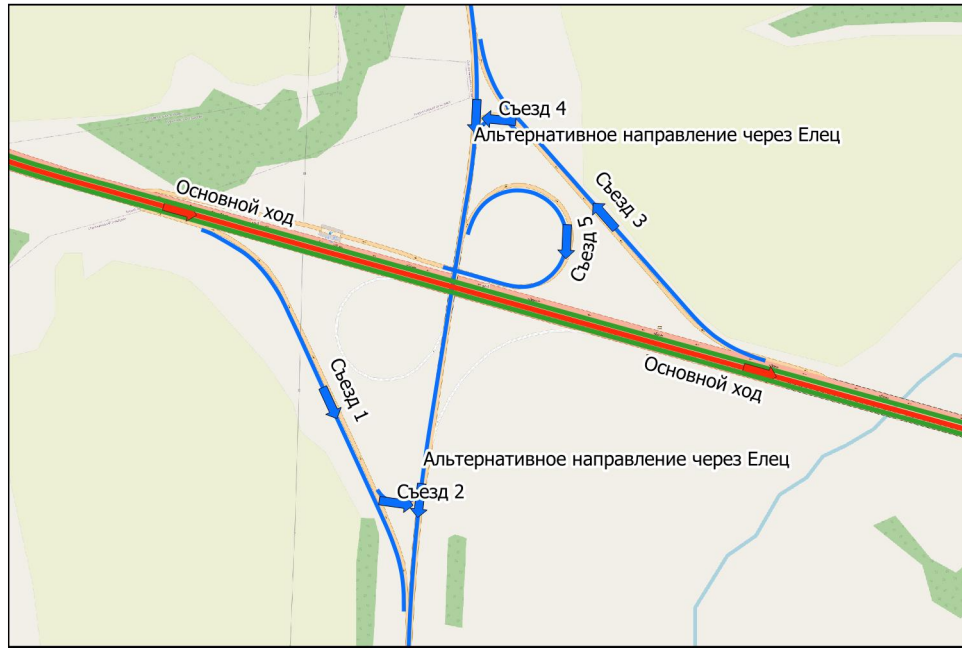 Съезд 4
Альтернативное направление через Елец
Основной ход
Съезд 3
Съезд 5
Основной ход
Съезд 1
Альтернативное направление через Елец
Съезд 2